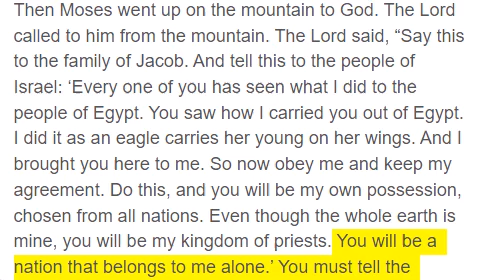 Then Moses went up on the mountain to God. The Lord
called to him from the mountain. The Lord said, “Say this
to the family of Jacob. And tell this to the people of
Israel: ‘Every one of you has seen what I did to the
people of Egypt. You saw how I carried you out of Egypt.
I did it as an eagle carries her young on her wings. And I
brought you here to me. So now obey me and keep my
agreement. Do this, and you will be my own possession,
chosen from all nations. Even though the whole earth is
mine, you will be my kingdom of priests. You will be a
nation that belongs to me alone.’ You must tell the